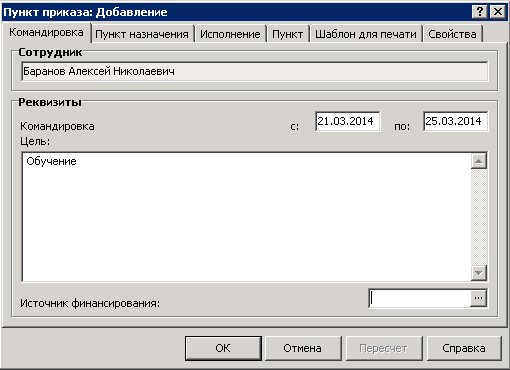 Пункт приказа: Добавление
Командировка Пункт назначения Исполнение Пункт Шаблон для печати Свойства
Сотрудник
Баранов Алексей Николаевич
Реквизиты
Командировка с: 21.03.2014 по: 25.03.2014
Цель:
Обучение
Источник финансирования: ...
ОК Отмена Пересчет Справка